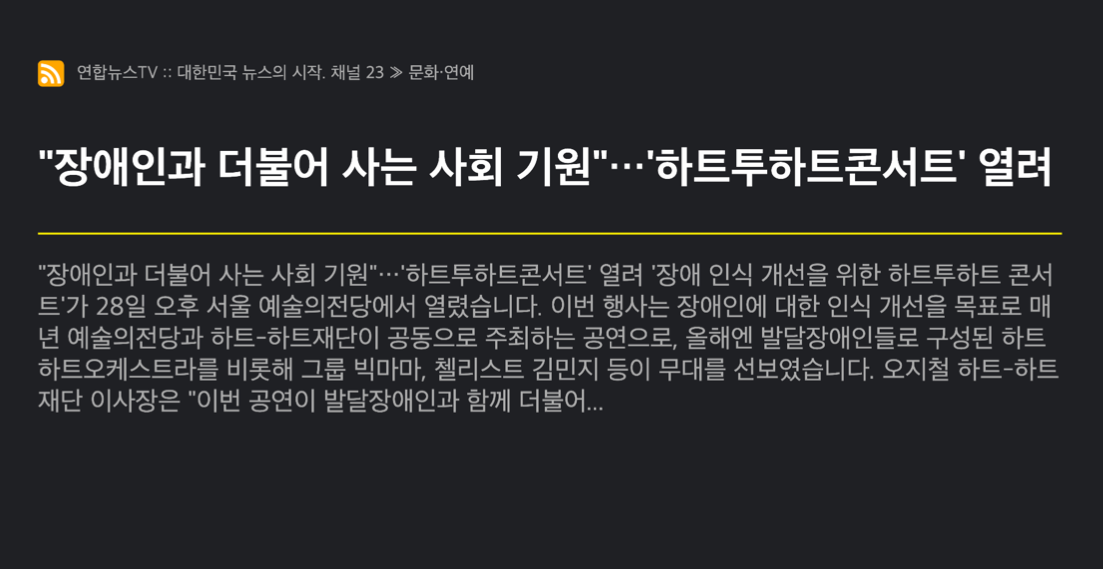 연합뉴스TV :: 대한민국 뉴스의 시작. 채널 23 ≫ 문화·연예
"장애인과 더불어 사는 사회 기원"…'하트투하트콘서트' 열려
"장애인과 더불어 사는 사회 기원"…'하트투하트콘서트' 열려 '장애 인식 개선을 위한 하트투하트 콘서
트'가 28일 오후 서울 예술의전당에서 열렸습니다. 이번 행사는 장애인에 대한 인식 개선을 목표로 매
년 예술의전당과 하트-하트재단이 공동으로 주최하는 공연으로, 올해엔 발달장애인들로 구성된 하트
하트오케스트라를 비롯해 그룹 빅마마, 첼리스트 김민지 등이 무대를 선보였습니다. 오지철 하트-하트
재단 이사장은 "이번 공연이 발달장애인과 함께 더불어...